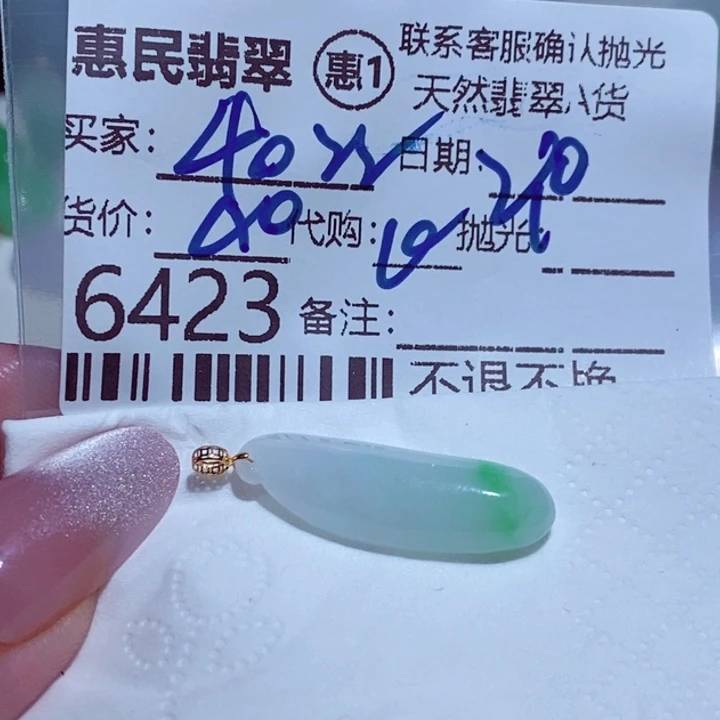 惠民翡翠 惠1 联系客服确认抛光
天然翡翠A货
买家: 日期:
货价: 40 代购: 抛光:
6423 备注:
不退不换